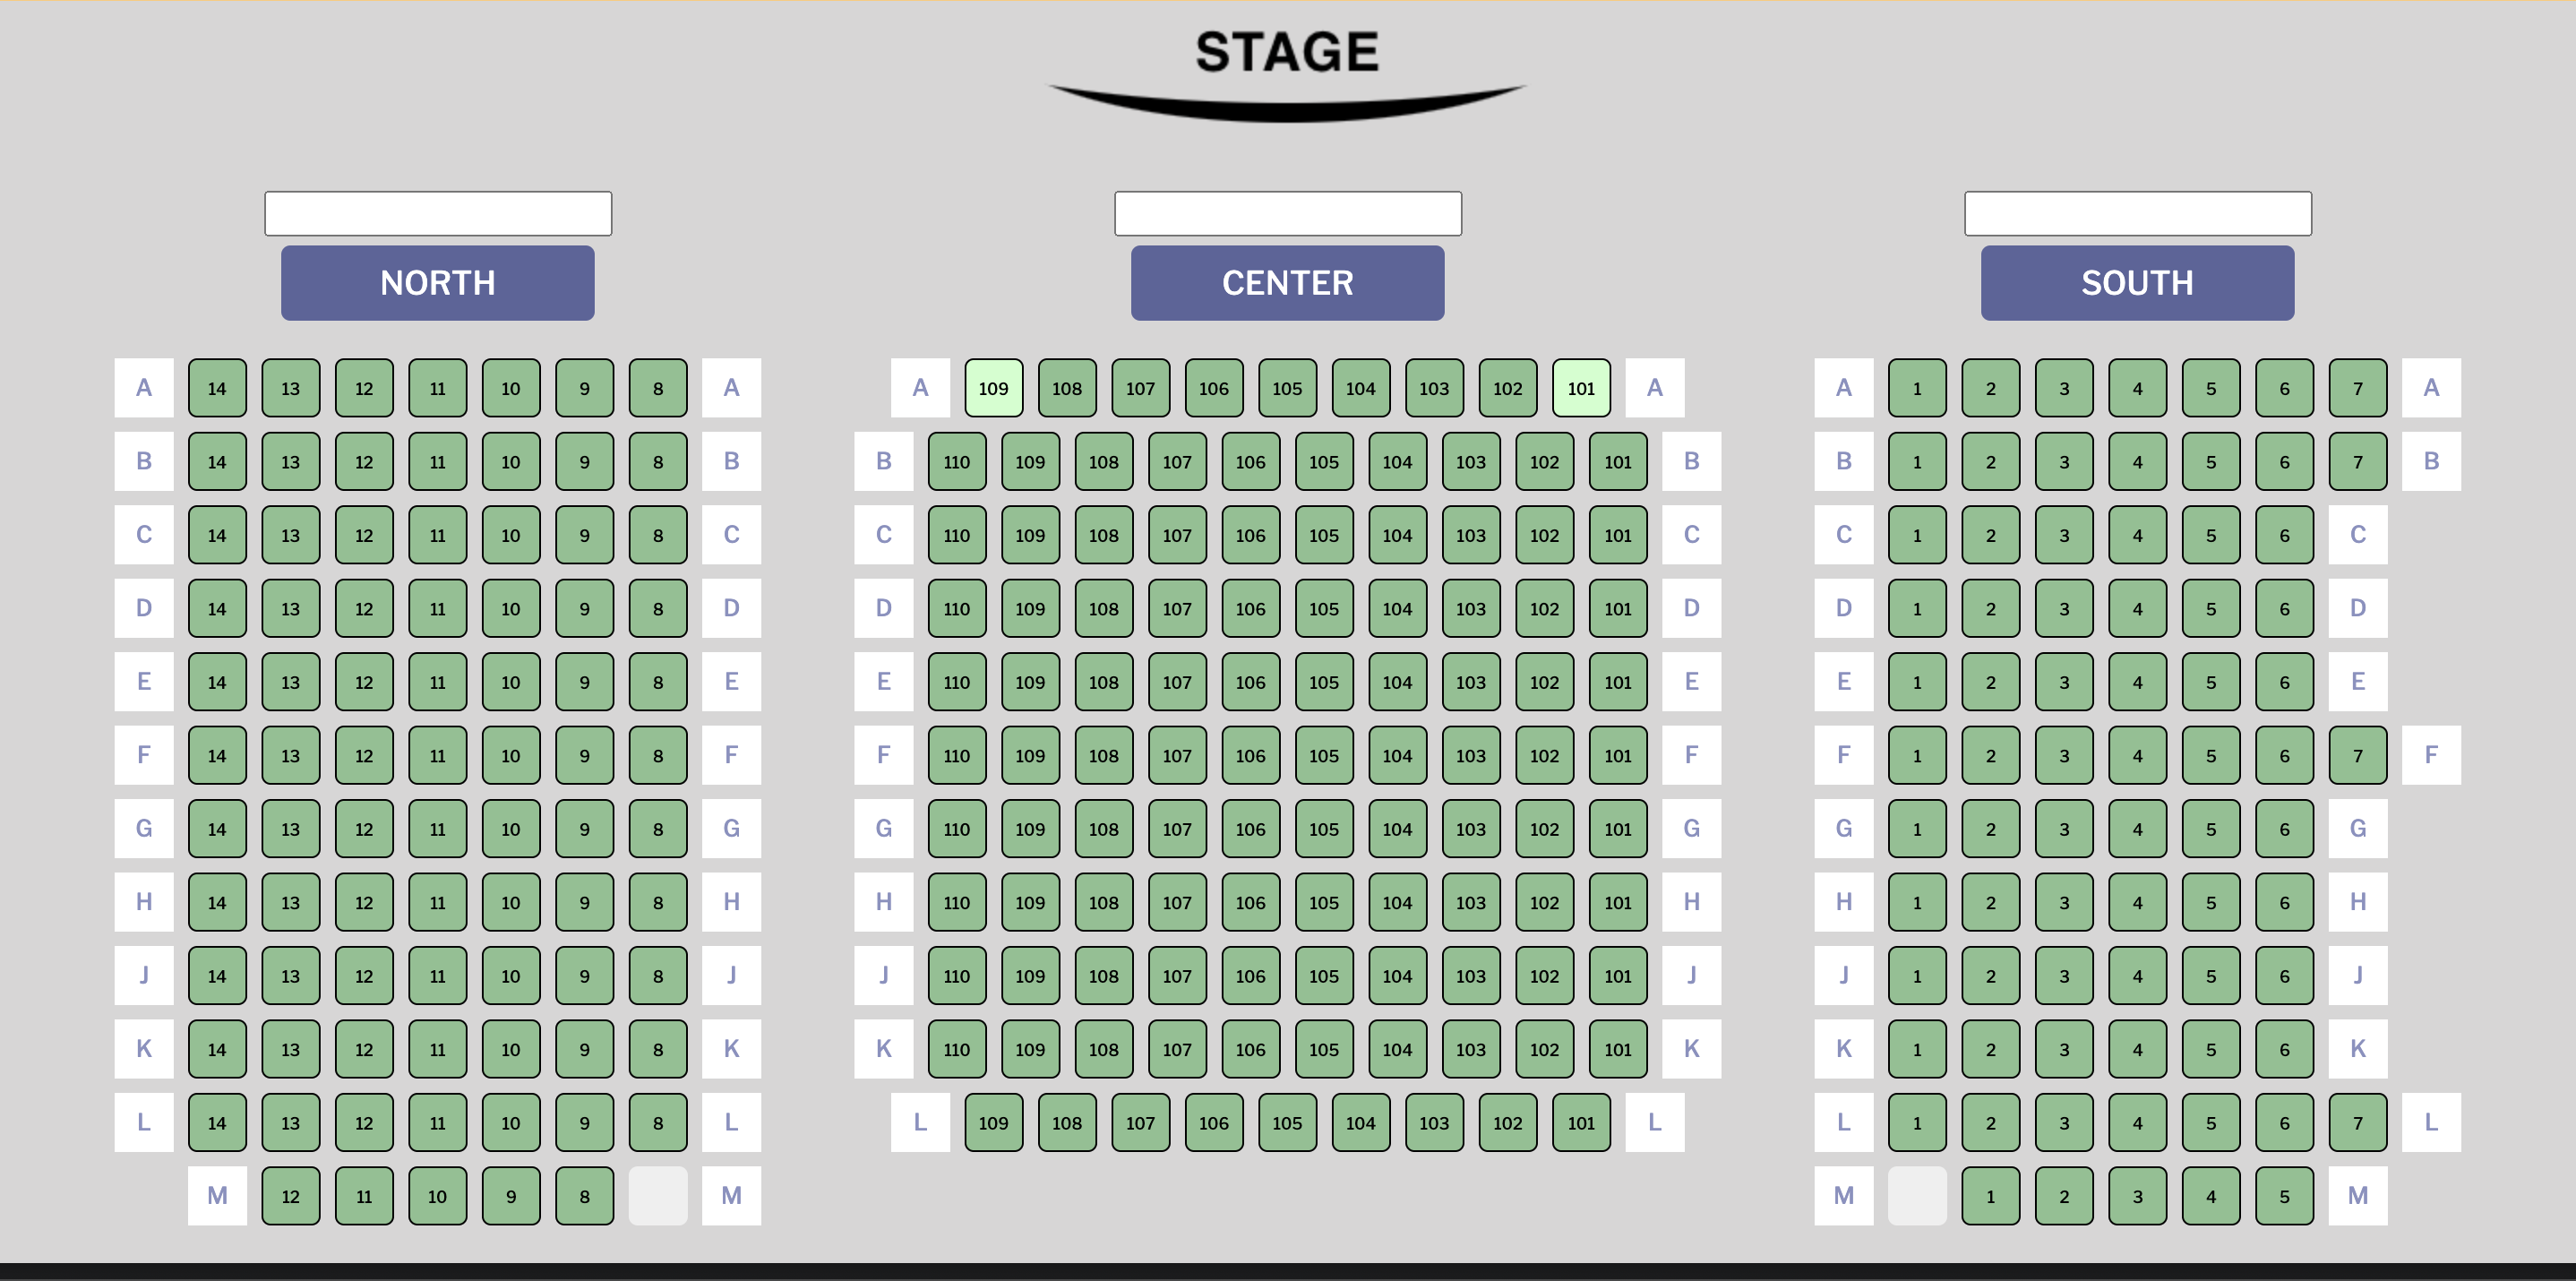 STAGE
NORTH CENTER SOUTH
A 14 13 12 11 10 9 8 A A 109 108 107 106 105 104 103 102 101 A A 1 2 3 4 5 6 7 A
B 14 13 12 11 10 9 8 B B 110 109 108 107 106 105 104 103 102 101 B B 1 2 3 4 5 6 7 B
C 14 13 12 11 10 9 8 C C 110 109 108 107 106 105 104 103 102 101 C C 1 2 3 4 5 6 C
D 14 13 12 11 10 9 8 D D 110 109 108 107 106 105 104 103 102 101 D D 1 2 3 4 5 6 D
E 14 13 12 11 10 9 8 E E 110 109 108 107 106 105 104 103 102 101 E E 1 2 3 4 5 6 E
F 14 13 12 11 10 9 8 F F 110 109 108 107 106 105 104 103 102 101 F F 1 2 3 4 5 6 7 F
G 14 13 12 11 10 9 8 G G 110 109 108 107 106 105 104 103 102 101 G G 1 2 3 4 5 6 G
H 14 13 12 11 10 9 8 H H 110 109 108 107 106 105 104 103 102 101 H H 1 2 3 4 5 6 H
J 14 13 12 11 10 9 8 J J 110 109 108 107 106 105 104 103 102 101 J J 1 2 3 4 5 6 J
K 14 13 12 11 10 9 8 K K 110 109 108 107 106 105 104 103 102 101 K K 1 2 3 4 5 6 K
L 14 13 12 11 10 9 8 L L 109 108 107 106 105 104 103 102 101 L L 1 2 3 4 5 6 7 L
M 12 11 10 9 8 M M 1 2 3 4 5 M